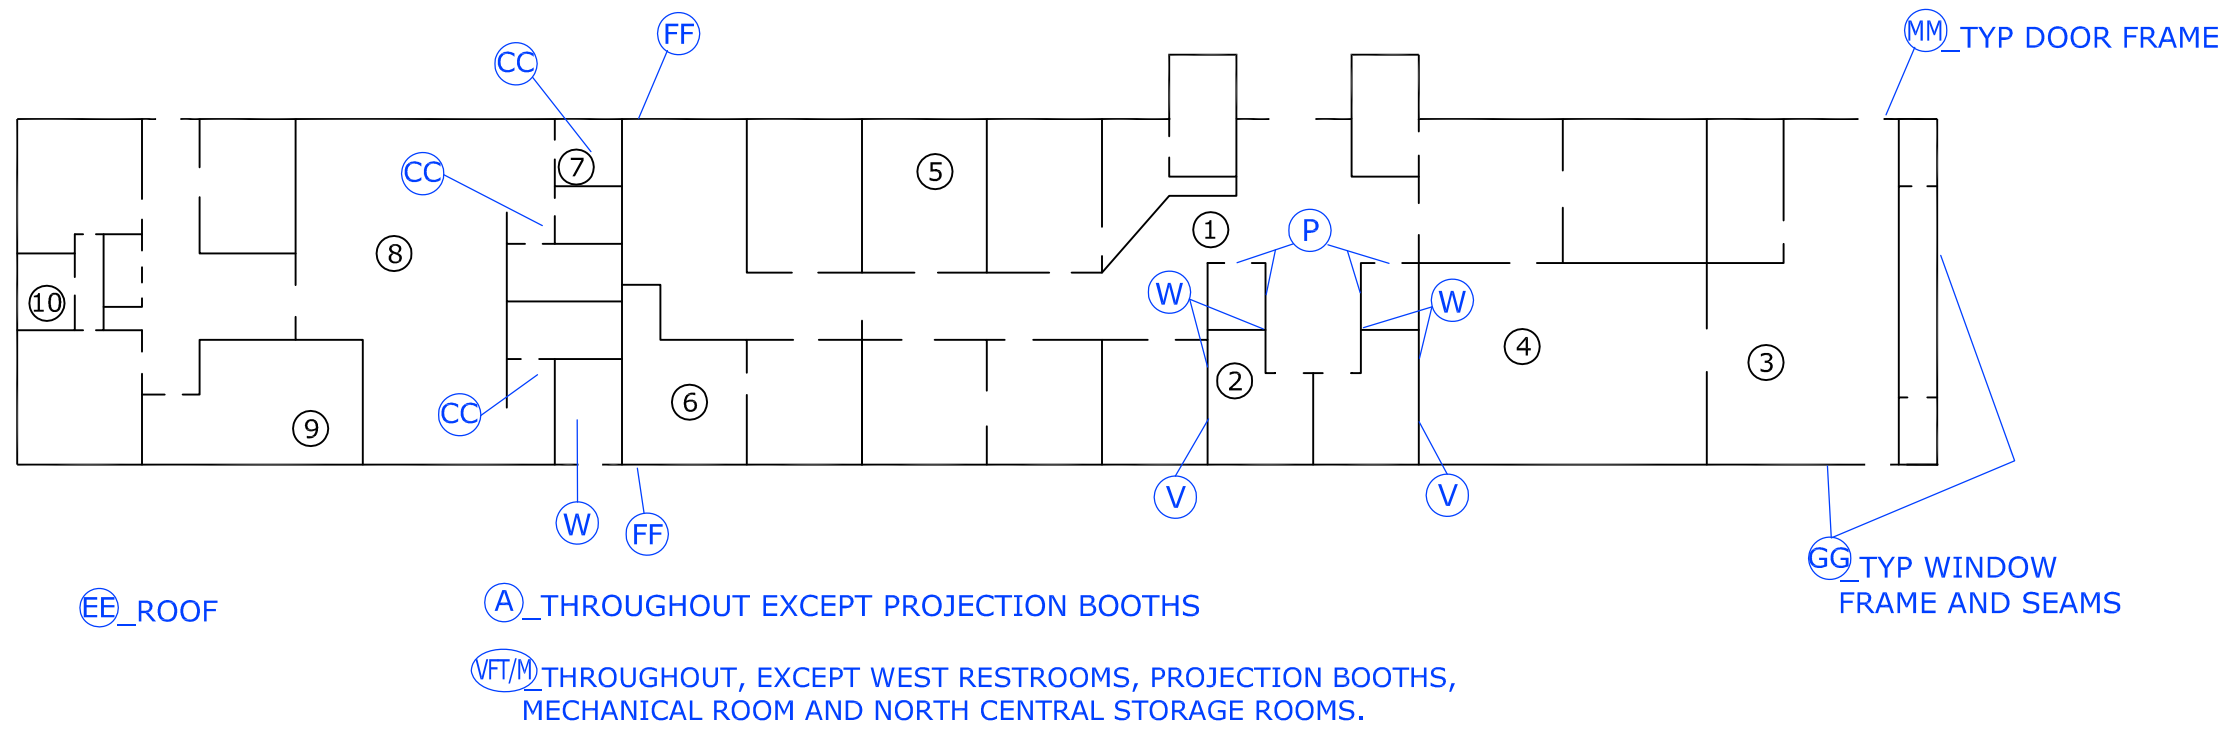 MM_TYP DOOR FRAME
FF
CC
7
5
CC
1
P
8
10
W
W
4
3
2
6
CC
9
V
V
W
FF
GG_TYP WINDOW
FRAME AND SEAMS
EE_ROOF
A_THROUGHOUT EXCEPT PROJECTION BOOTHS
VFT/M_THROUGHOUT, EXCEPT WEST RESTROOMS, PROJECTION BOOTHS,
MECHANICAL ROOM AND NORTH CENTRAL STORAGE ROOMS.